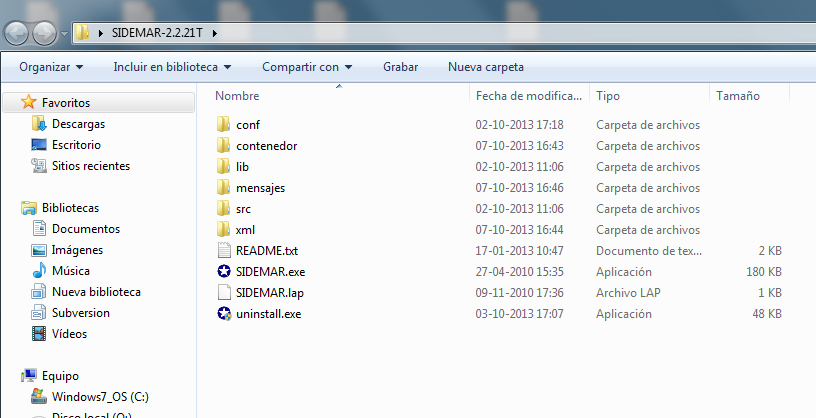 SIDEMAR-2.2.21T
Organizar Incluir en biblioteca Compartir con Grabar Nueva carpeta
Favoritos
Descargas
Escritorio
Sitios recientes
Bibliotecas
Documentos
Imágenes
Música
Nueva biblioteca
Subversion
Vídeos
Equipo
Windows7_OS (C:)
Disco local (Q:)
Nombre Fecha de modifica... Tipo Tamaño
conf 02-10-2013 17:18 Carpeta de archivos
contenedor 07-10-2013 16:43 Carpeta de archivos
lib 02-10-2013 11:06 Carpeta de archivos
mensajes 07-10-2013 16:46 Carpeta de archivos
src 02-10-2013 11:06 Carpeta de archivos
xml 07-10-2013 16:44 Carpeta de archivos
README.txt 17-01-2013 10:47 Documento de tex... 2 KB
SIDEMAR.exe 27-04-2010 15:35 Aplicación 180 KB
SIDEMAR.lap 09-11-2010 17:36 Archivo LAP 1 KB
uninstall.exe 03-10-2013 17:07 Aplicación 48 KB